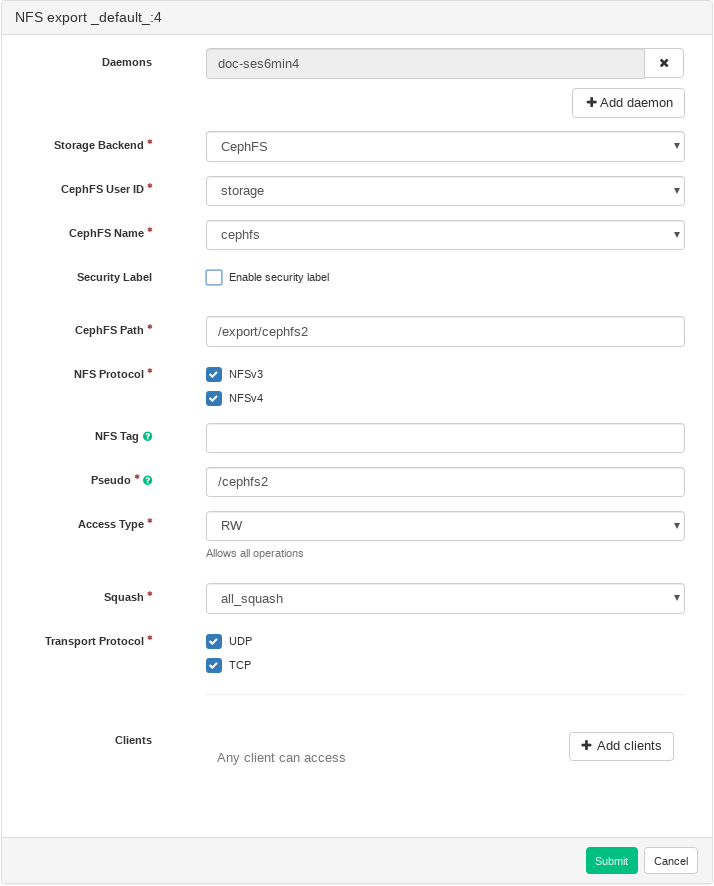 NFS export _default_:4
Daemons
doc-ses6min4
Add daemon
Storage Backend *
CephFS
CephFS User ID *
storage
CephFS Name *
cephfs
Security Label
Enable security label
CephFS Path *
/export/cephfs2
NFS Protocol *
NFSv3
NFSv4
NFS Tag
Pseudo *
/cephfs2
Access Type *
RW
Allows all operations
Squash *
all_squash
Transport Protocol *
UDP
TCP
Clients
Add clients
Any client can access
Submit Cancel